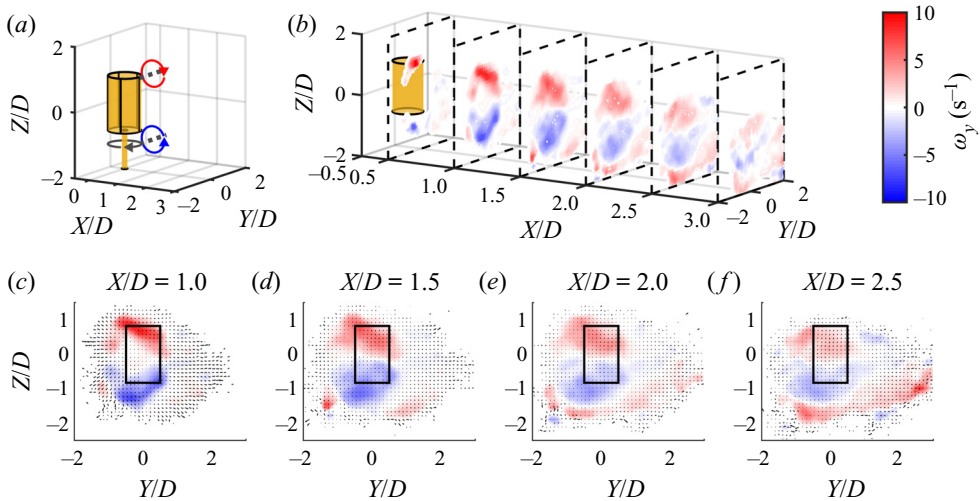 (a)
2
0
−2
Z/D
0
1
2
3
X/D
−2
0
2
Y/D
(b)
2
0
−2
Z/D
−0.5
0.5
1.0
1.5
2.0
2.5
3.0
X/D
−2
0
2
Y/D
10
5
0
−5
−10
ω_y (s⁻¹)
(c) X/D = 1.0
(d) X/D = 1.5
(e) X/D = 2.0
(f) X/D = 2.5
1
0
−1
−2
Z/D
−2 0 2
Y/D
1
0
−1
−2
−2 0 2
Y/D
1
0
−1
−2
−2 0 2
Y/D
1
0
−1
−2
−2 0 2
Y/D